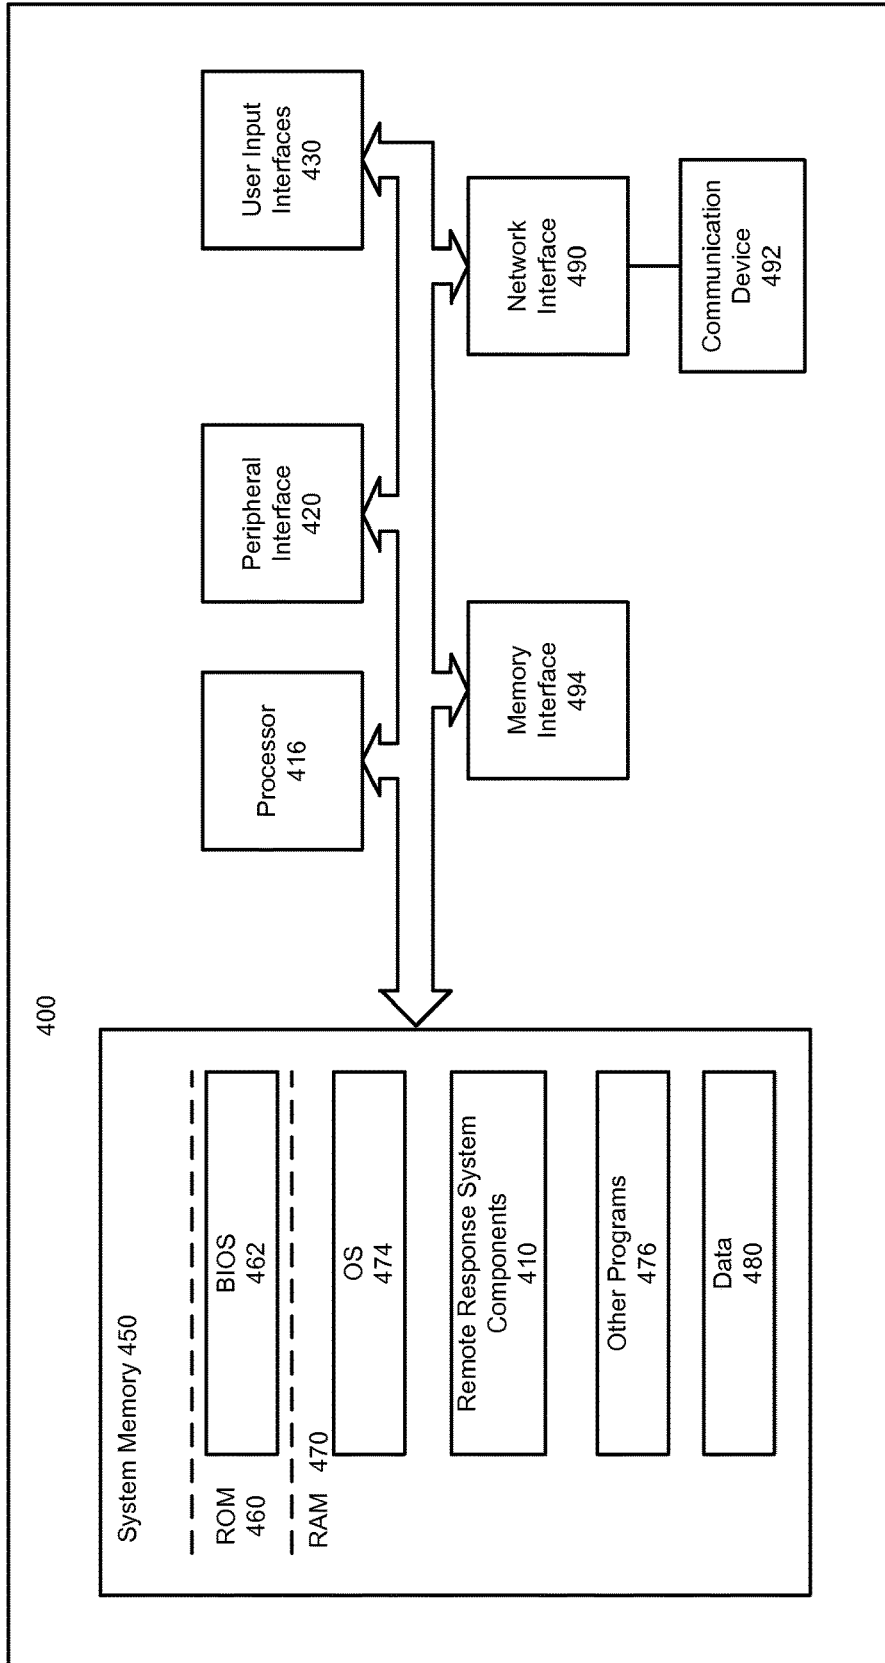 400
System Memory 450
ROM
460
BIOS
462
RAM 470
OS
474
Remote Response System
Components
410
Other Programs
476
Data
480
Processor
416
Peripheral
Interface
420
User Input
Interfaces
430
Memory
Interface
494
Network
Interface
490
Communication
Device
492